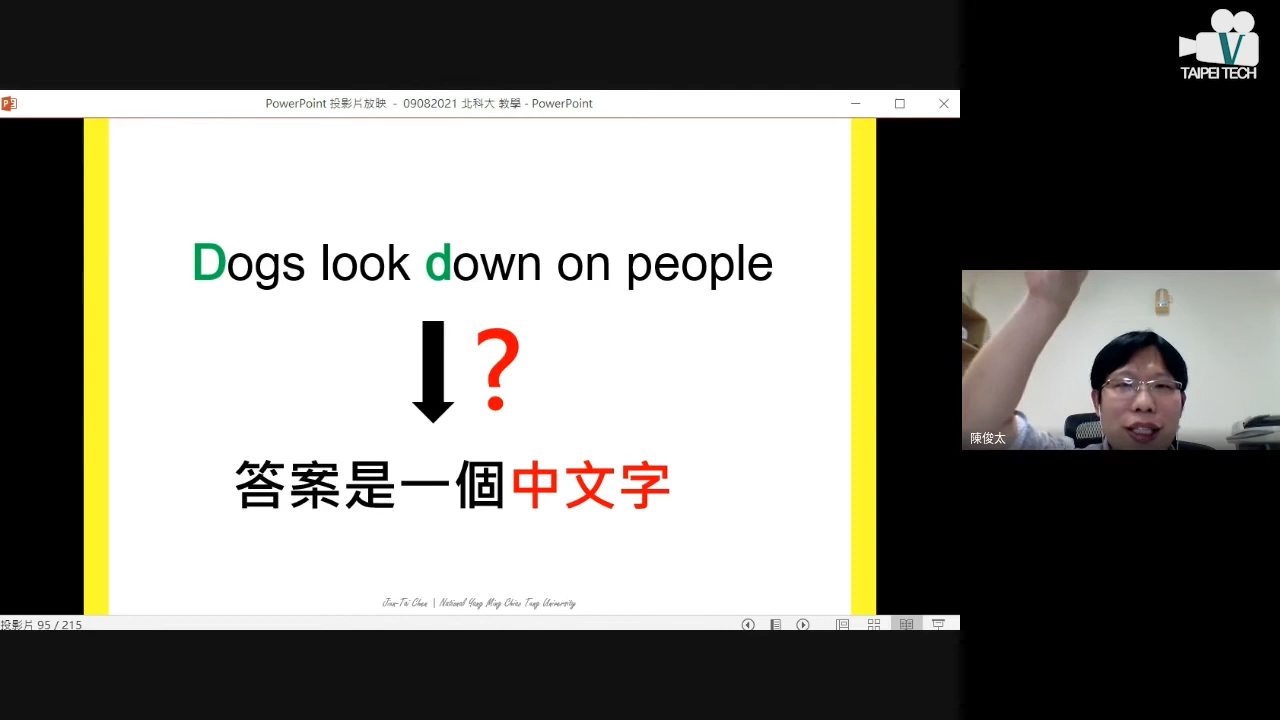 TAIPEI TECH
PowerPoint 投影片放映 - 09082021 北科大 教學 - PowerPoint
Dogs look down on people
?
答案是一個中文字
Jiun-Tai Chen | National Yang Ming Chiao Tung University
投影片 95 / 215
陳俊太